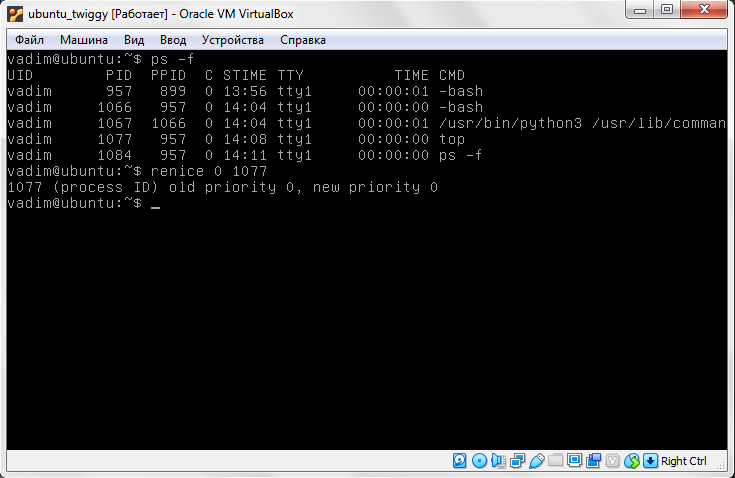 ubuntu_twiggy [Работает] - Oracle VM VirtualBox
Файл Машина Вид Ввод Устройства Справка
vadim@ubuntu:~$ ps -f
UID PID PPID C STIME TTY TIME CMD
vadim 957 899 0 13:56 tty1 00:00:01 -bash
vadim 1066 957 0 14:04 tty1 00:00:00 -bash
vadim 1067 1066 0 14:04 tty1 00:00:01 /usr/bin/python3 /usr/lib/comman
vadim 1077 957 0 14:08 tty1 00:00:00 top
vadim 1084 957 0 14:11 tty1 00:00:00 ps -f
vadim@ubuntu:~$ renice 0 1077
1077 (process ID) old priority 0, new priority 0
vadim@ubuntu:~$ _
Right Ctrl